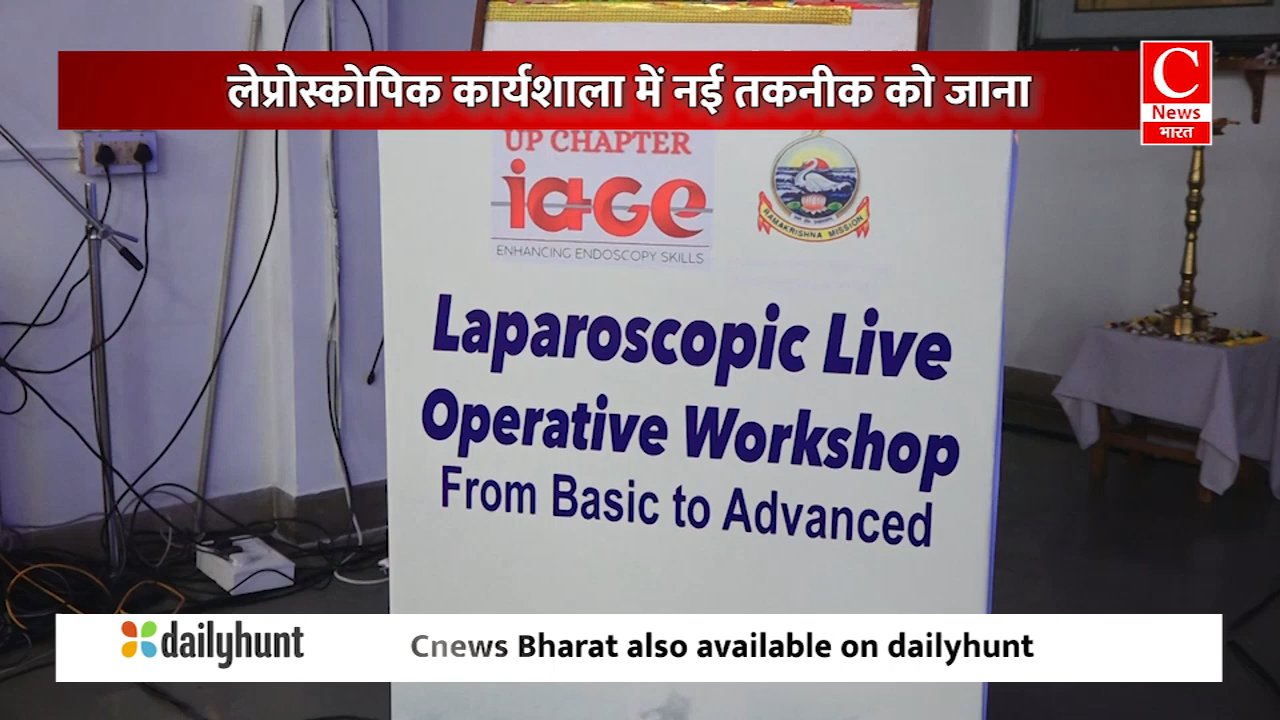 लेप्रोस्कोपिक कार्यशाला में नई तकनीक को जाना
C
News
भारत
UP CHAPTER
iage
ENHANCING ENDOSCOPY SKILLS
RAMAKRISHNA MISSION
Laparoscopic Live
Operative Workshop
From Basic to Advanced
dailyhunt
Cnews Bharat also available on dailyhunt